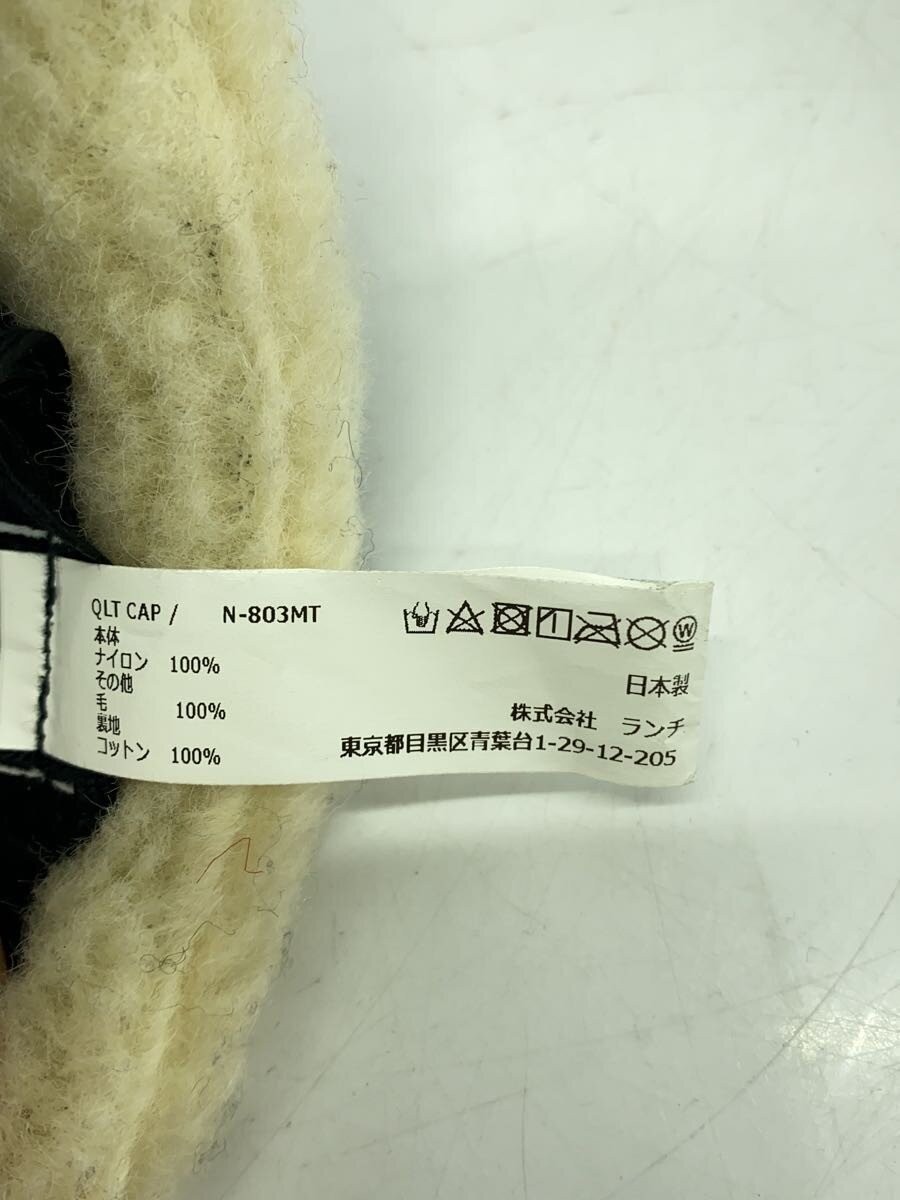 QLT CAP / N-803MT
本体
ナイロン 100%
その他
毛 100%
裏地
コットン 100%
W
日本製
株式会社 ランチ
東京都目黒区青葉台1-29-12-205